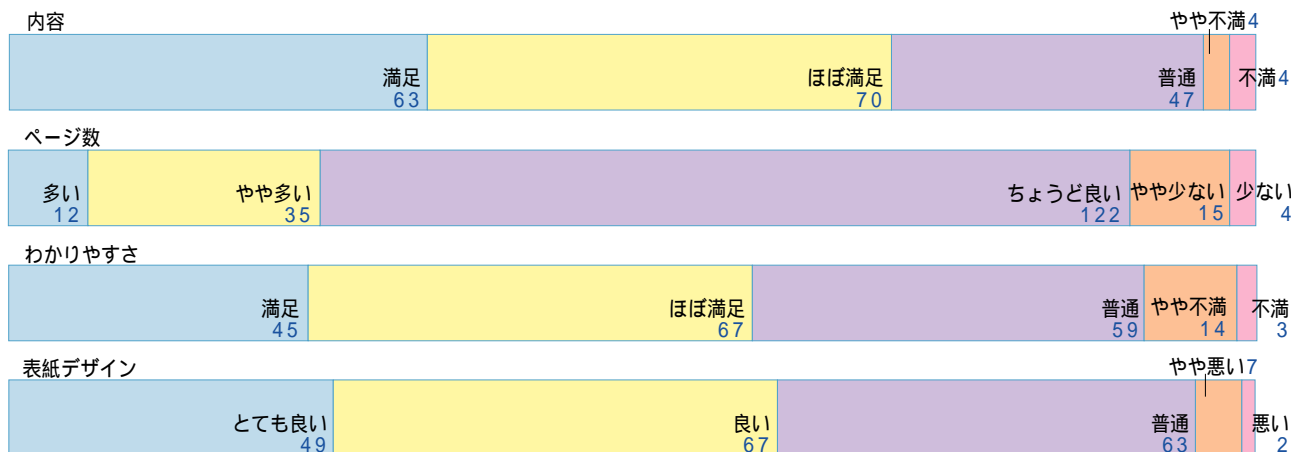 内容
やや不満4
満足
63
ほぼ満足
70
普通
47
不満4
ページ数
多い
12
やや多い
35
ちょうど良い
122
やや少ない
15
少ない
4
わかりやすさ
満足
45
ほぼ満足
67
普通
59
やや不満
14
不満
3
表紙デザイン
やや悪い7
とても良い
49
良い
67
普通
63
悪い
2